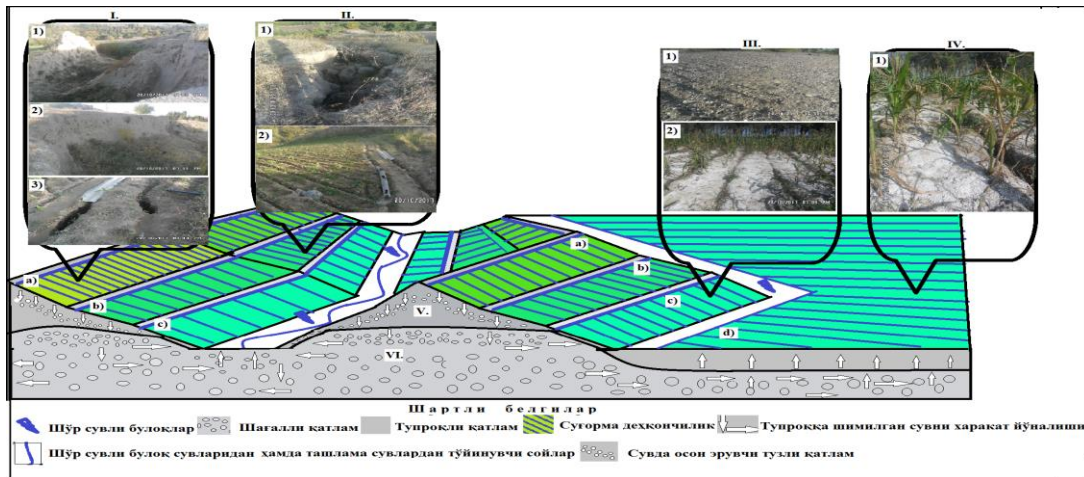 I.
II.
III.
IV.
1)
2)
3)
1)
2)
1)
2)
1)
a)
b)
c)
a)
b)
c)
d)
V.
VI.
Шартли белгилар
Шўр сувли булоқлар
Шағалли қатлам
Тупроқли қатлам
Суғорма деҳқончилик
Тупроққа шимилган сувни харакат йўналиши
Шўр сувли булоқ сувларидан хамда ташлама сувлардан тўйинувчи сойлар
Сувда осон эрувчи тузли қатлам